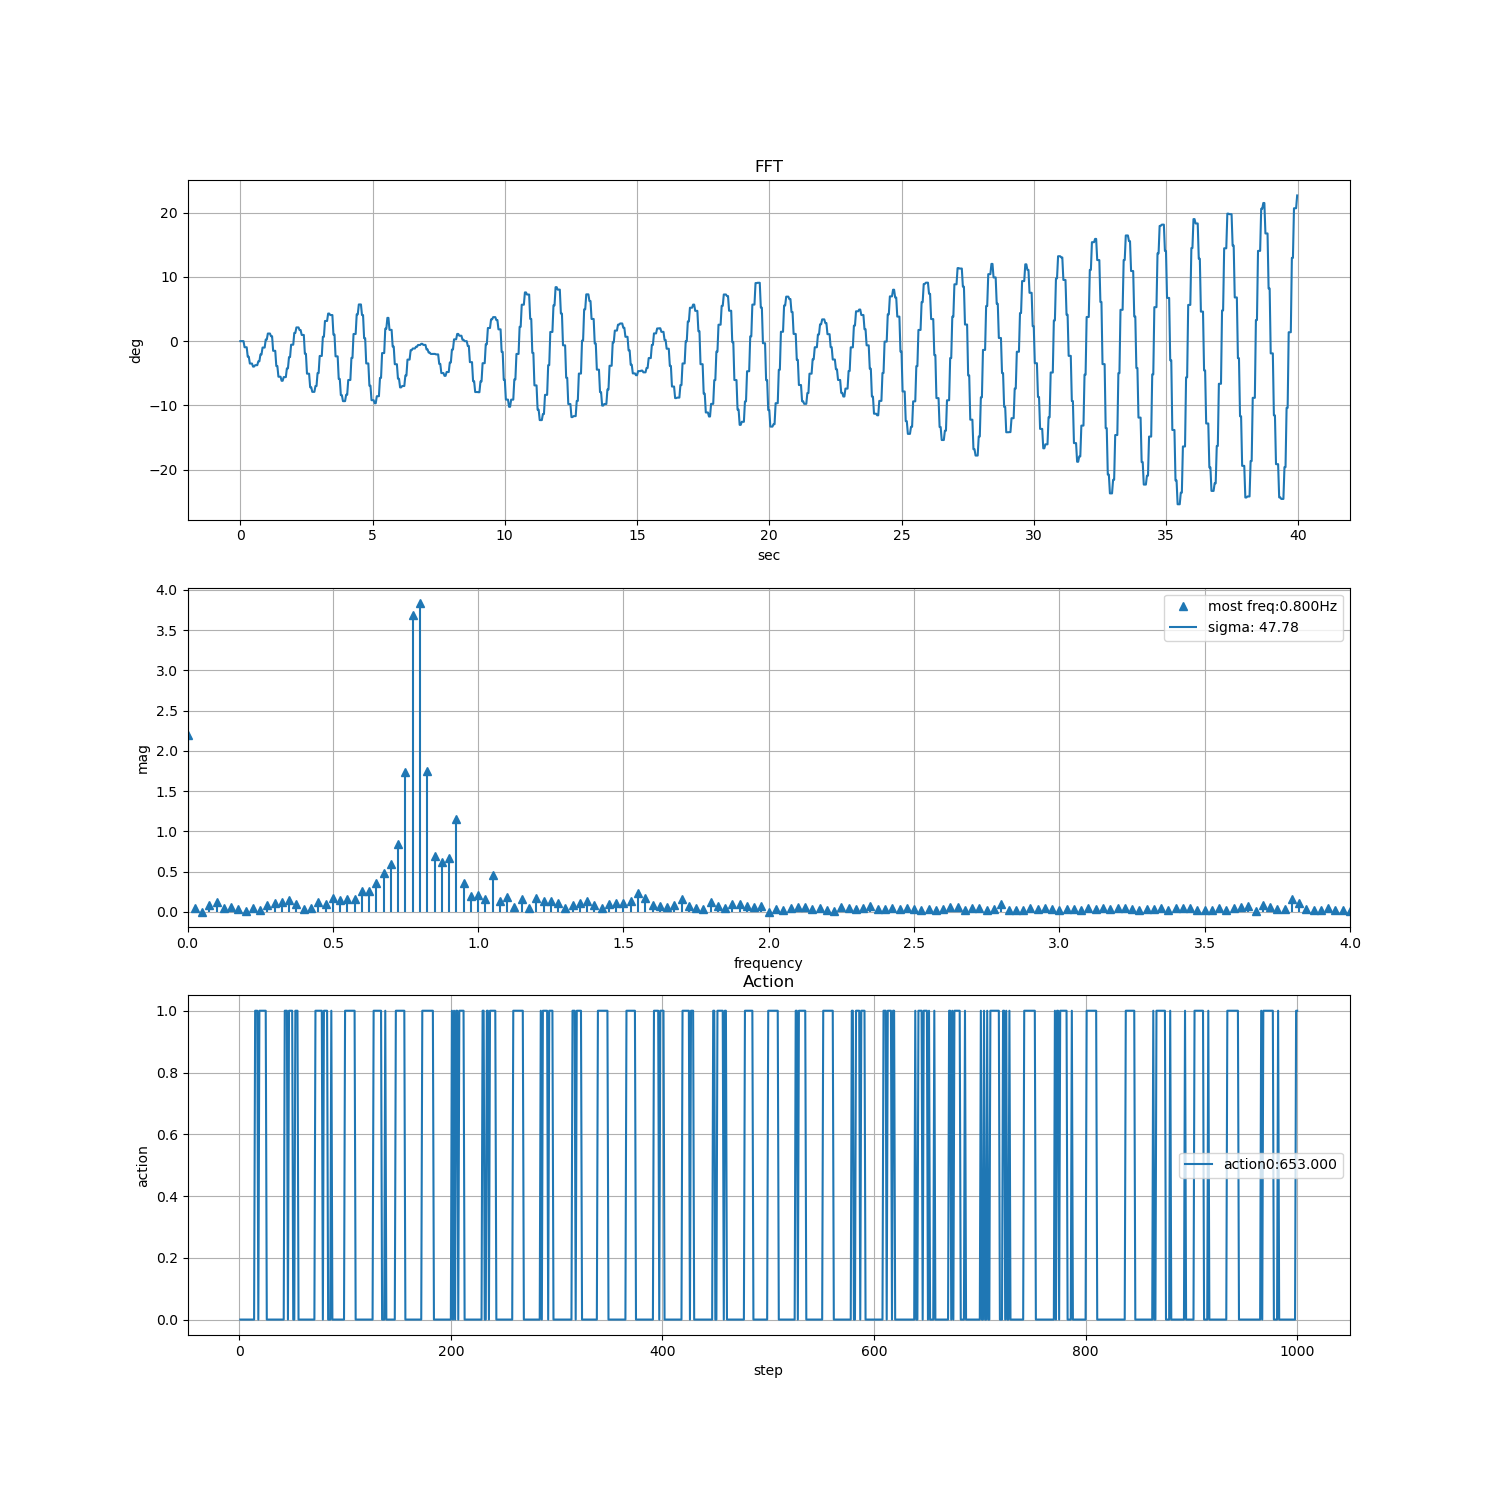 FFT
20
10
0
−10
−20
deg
0 5 10 15 20 25 30 35 40
sec
4.0
3.5
3.0
2.5
2.0
1.5
1.0
0.5
0.0
mag
most freq:0.800Hz
sigma: 47.78
0.0 0.5 1.0 1.5 2.0 2.5 3.0 3.5 4.0
frequency
Action
1.0
0.8
0.6
0.4
0.2
0.0
action
action0:653.000
0 200 400 600 800 1000
step